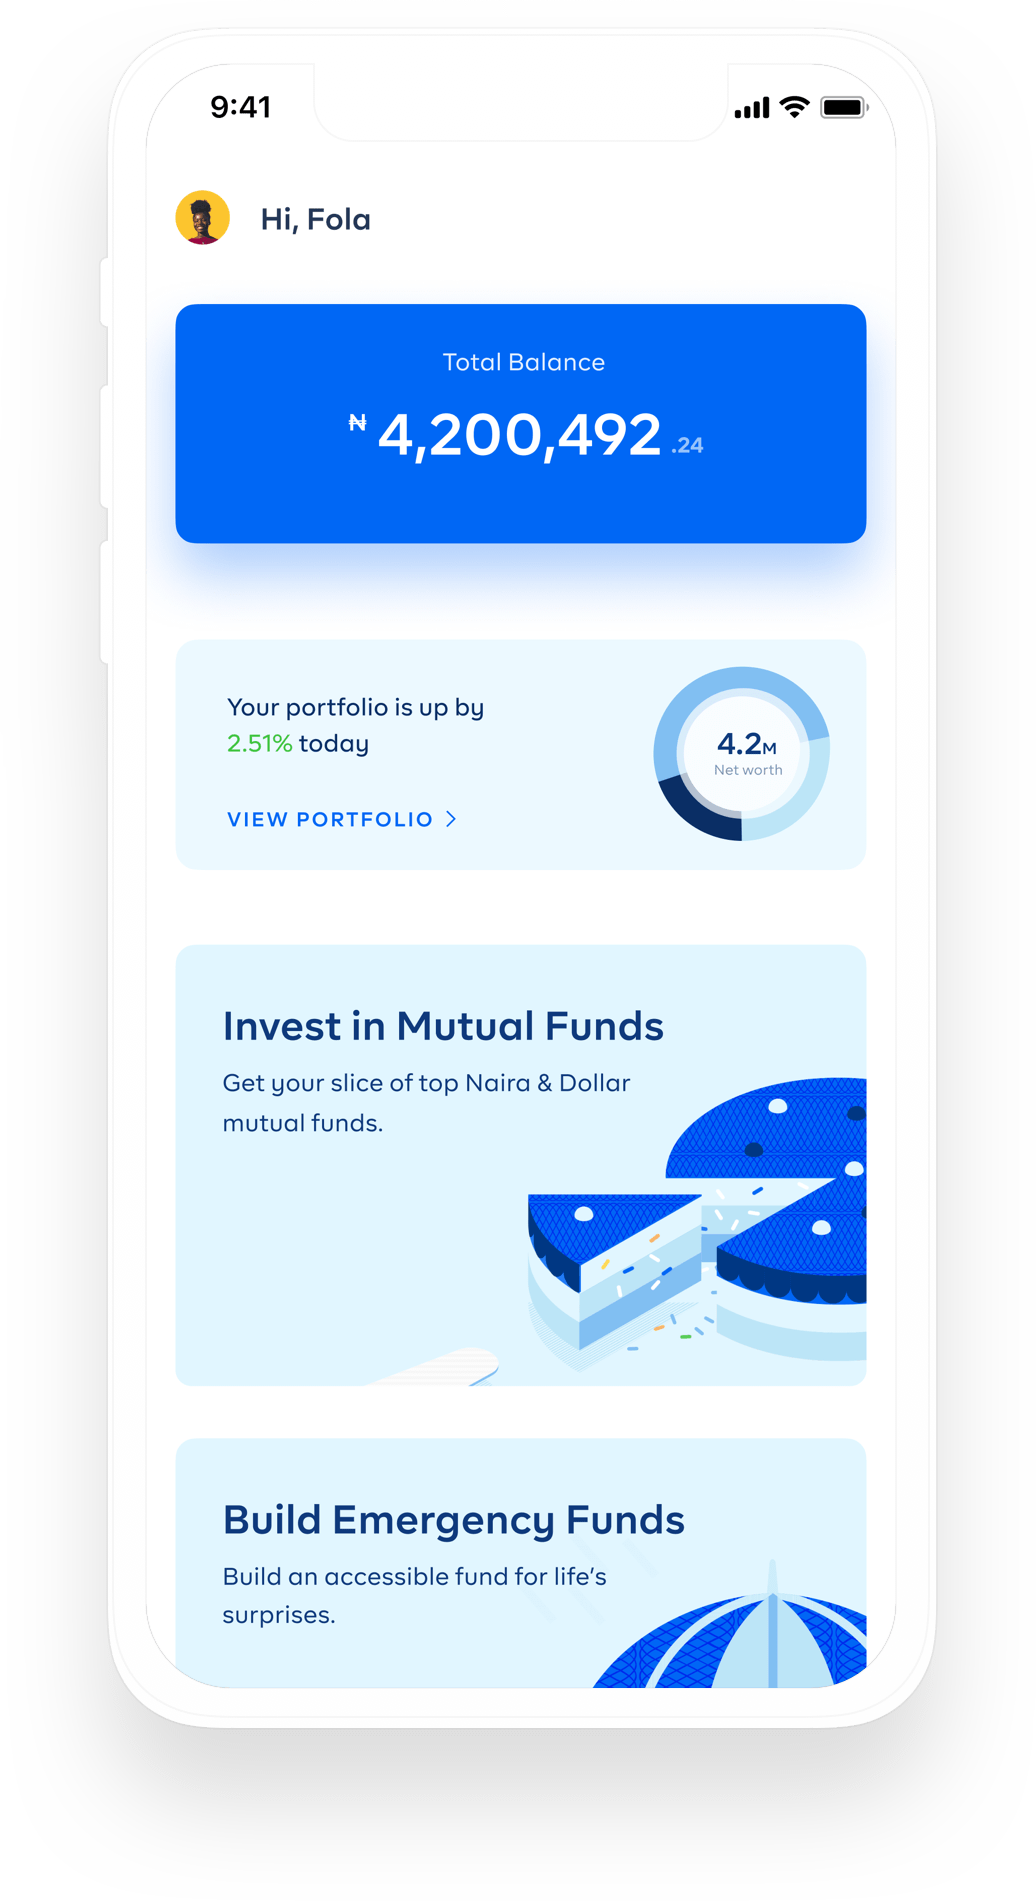 9:41
Hi, Fola
Total Balance
₦ 4,200,492 .24
Your portfolio is up by
2.51% today
VIEW PORTFOLIO
4.2M
Net worth
Invest in Mutual Funds
Get your slice of top Naira & Dollar
mutual funds.
Build Emergency Funds
Build an accessible fund for life’s
surprises.